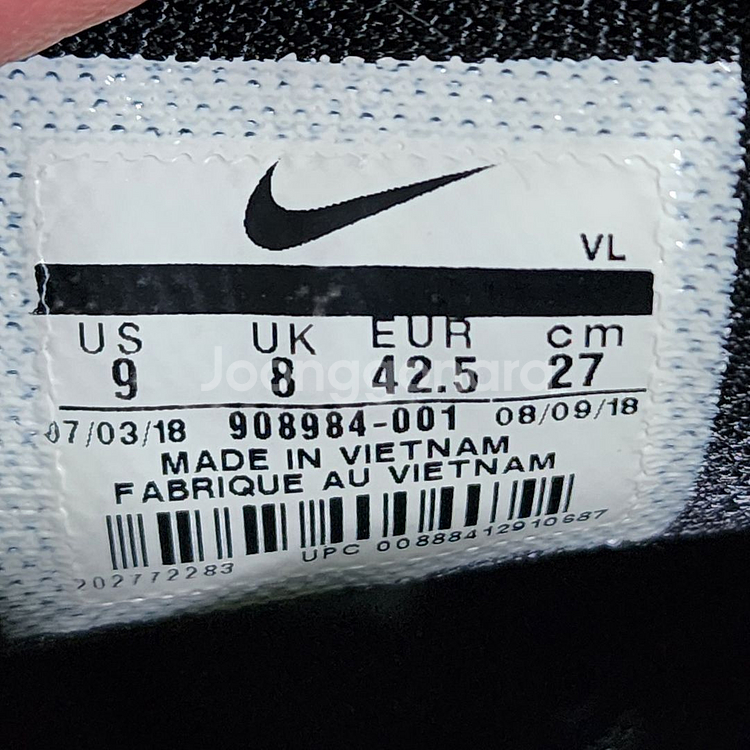 VL
US UK EUR cm
9 8 42.5 27
Joonggonara
07/03/18 908984-001 08/09/18
MADE IN VIETNAM
FABRIQUE AU VIETNAM
UPC 00888412910687
202772283